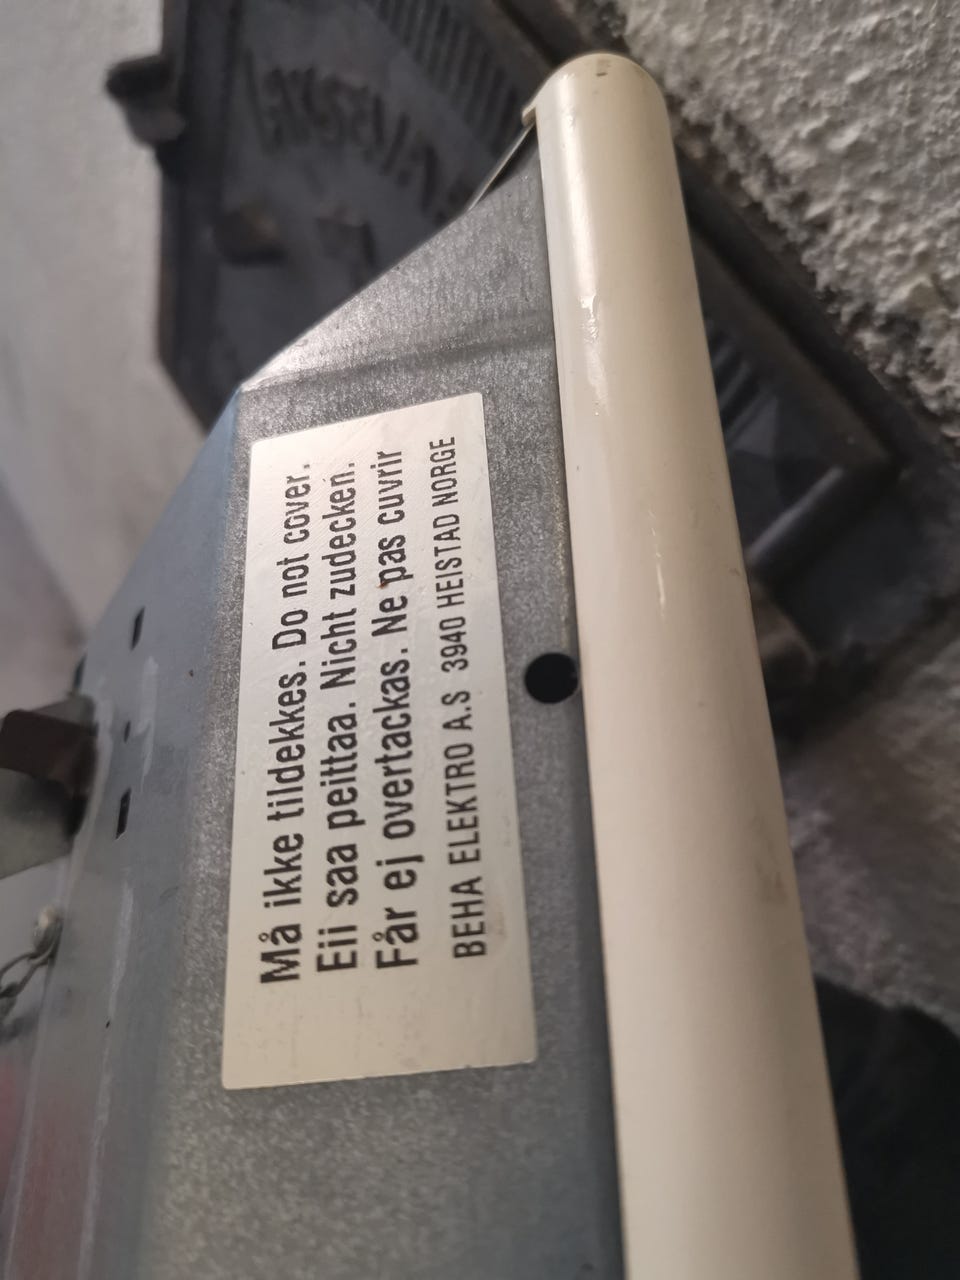 Må ikke tildekkes. Do not cover.
Eii saa peittaa. Nicht zudecken.
Får ej overtackas. Ne pas cuvrir
BEHA ELEKTRO A.S 3940 HEISTAD NORGE